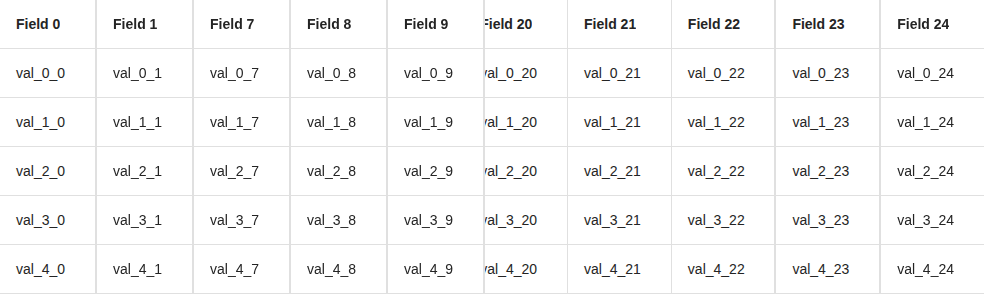 Field 0 Field 1 Field 7 Field 8 Field 9 Field 20 Field 21 Field 22 Field 23 Field 24
val_0_0 val_0_1 val_0_7 val_0_8 val_0_9 val_0_20 val_0_21 val_0_22 val_0_23 val_0_24
val_1_0 val_1_1 val_1_7 val_1_8 val_1_9 val_1_20 val_1_21 val_1_22 val_1_23 val_1_24
val_2_0 val_2_1 val_2_7 val_2_8 val_2_9 val_2_20 val_2_21 val_2_22 val_2_23 val_2_24
val_3_0 val_3_1 val_3_7 val_3_8 val_3_9 val_3_20 val_3_21 val_3_22 val_3_23 val_3_24
val_4_0 val_4_1 val_4_7 val_4_8 val_4_9 val_4_20 val_4_21 val_4_22 val_4_23 val_4_24